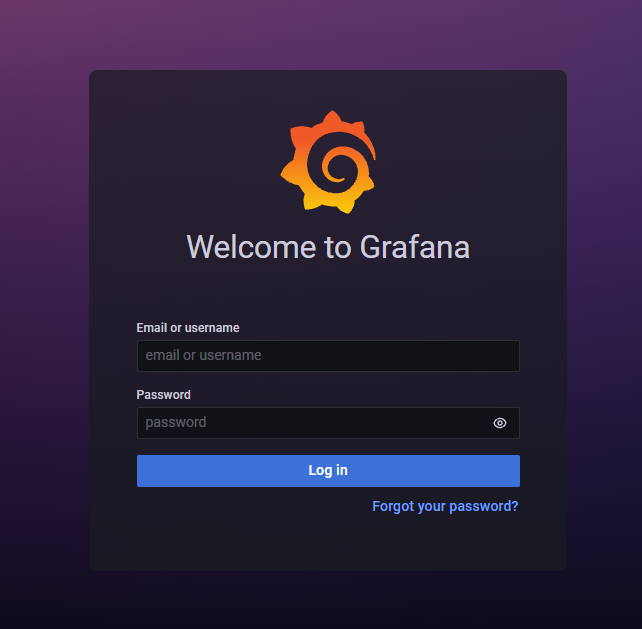 Welcome to Grafana
Email or username
email or username
Password
password
Log in
Forgot your password?